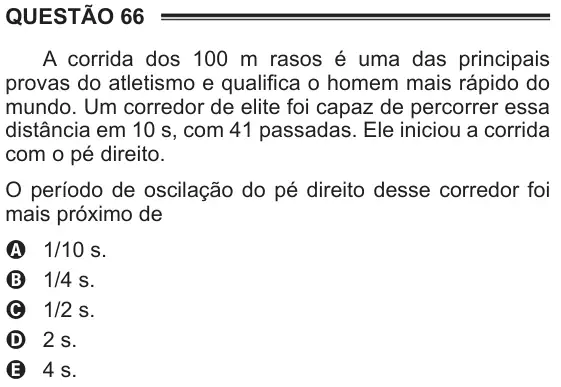 QUESTÃO 66
A corrida dos 100 m rasos é uma das principais
provas do atletismo e qualifica o homem mais rápido do
mundo. Um corredor de elite foi capaz de percorrer essa
distância em 10 s, com 41 passadas. Ele iniciou a corrida
com o pé direito.
O período de oscilação do pé direito desse corredor foi
mais próximo de
A 1/10 s.
B 1/4 s.
C 1/2 s.
D 2 s.
E 4 s.